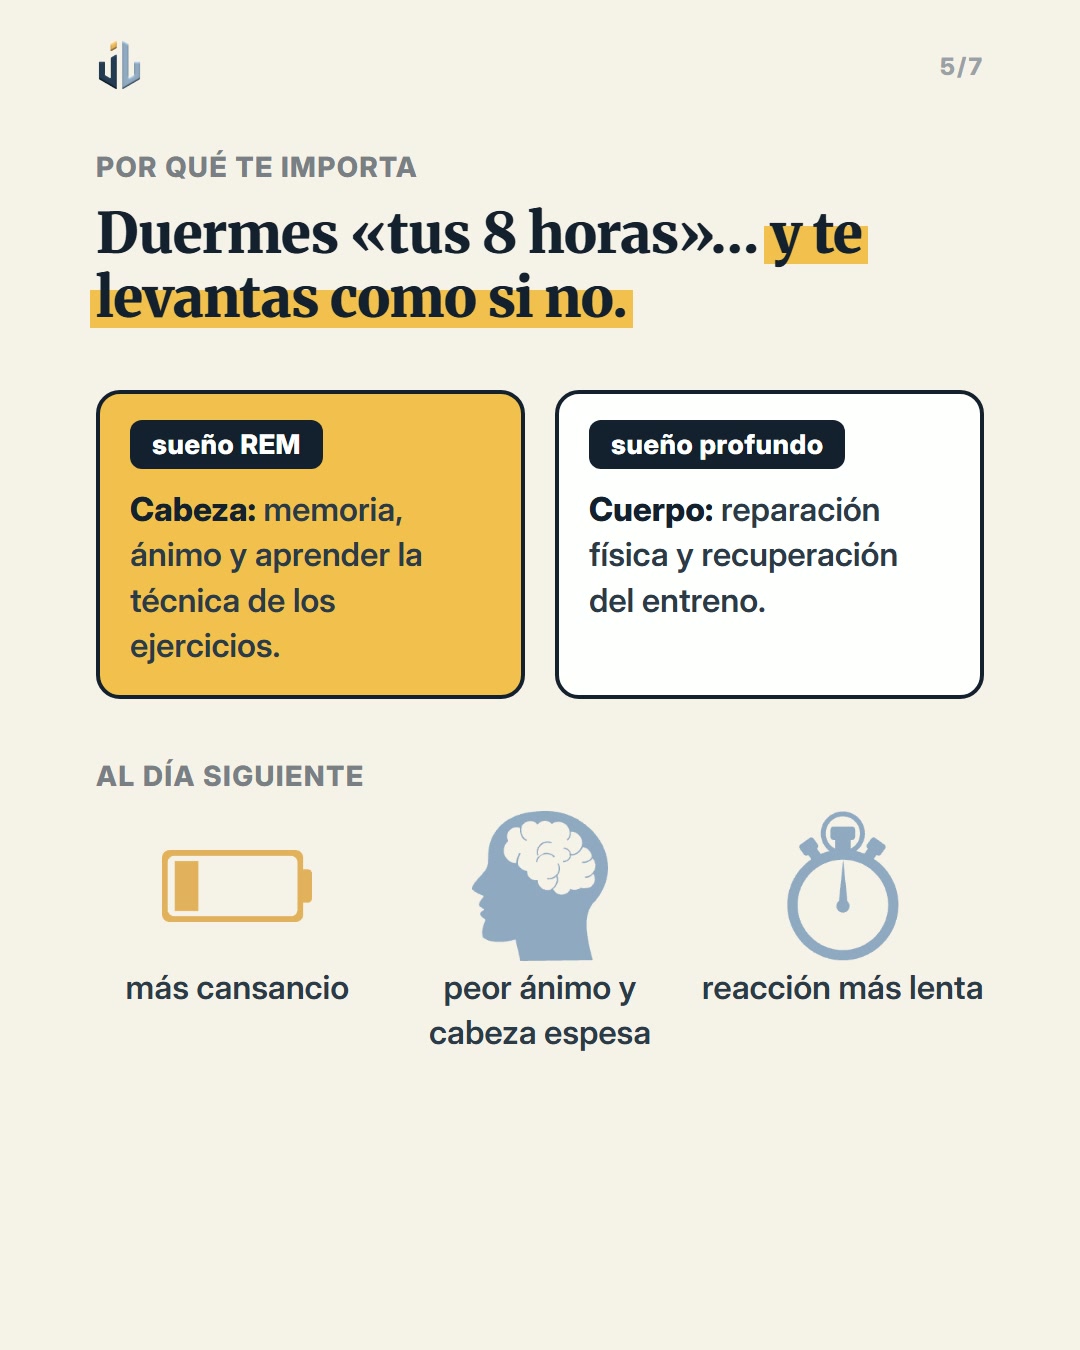 5/7
POR QUÉ TE IMPORTA
Duermes «tus 8 horas»... y te
levantas como si no.
sueño REM
Cabeza: memoria,
ánimo y aprender la
técnica de los
ejercicios.
sueño profundo
Cuerpo: reparación
física y recuperación
del entreno.
AL DÍA SIGUIENTE
más cansancio
peor ánimo y
cabeza espesa
reacción más lenta